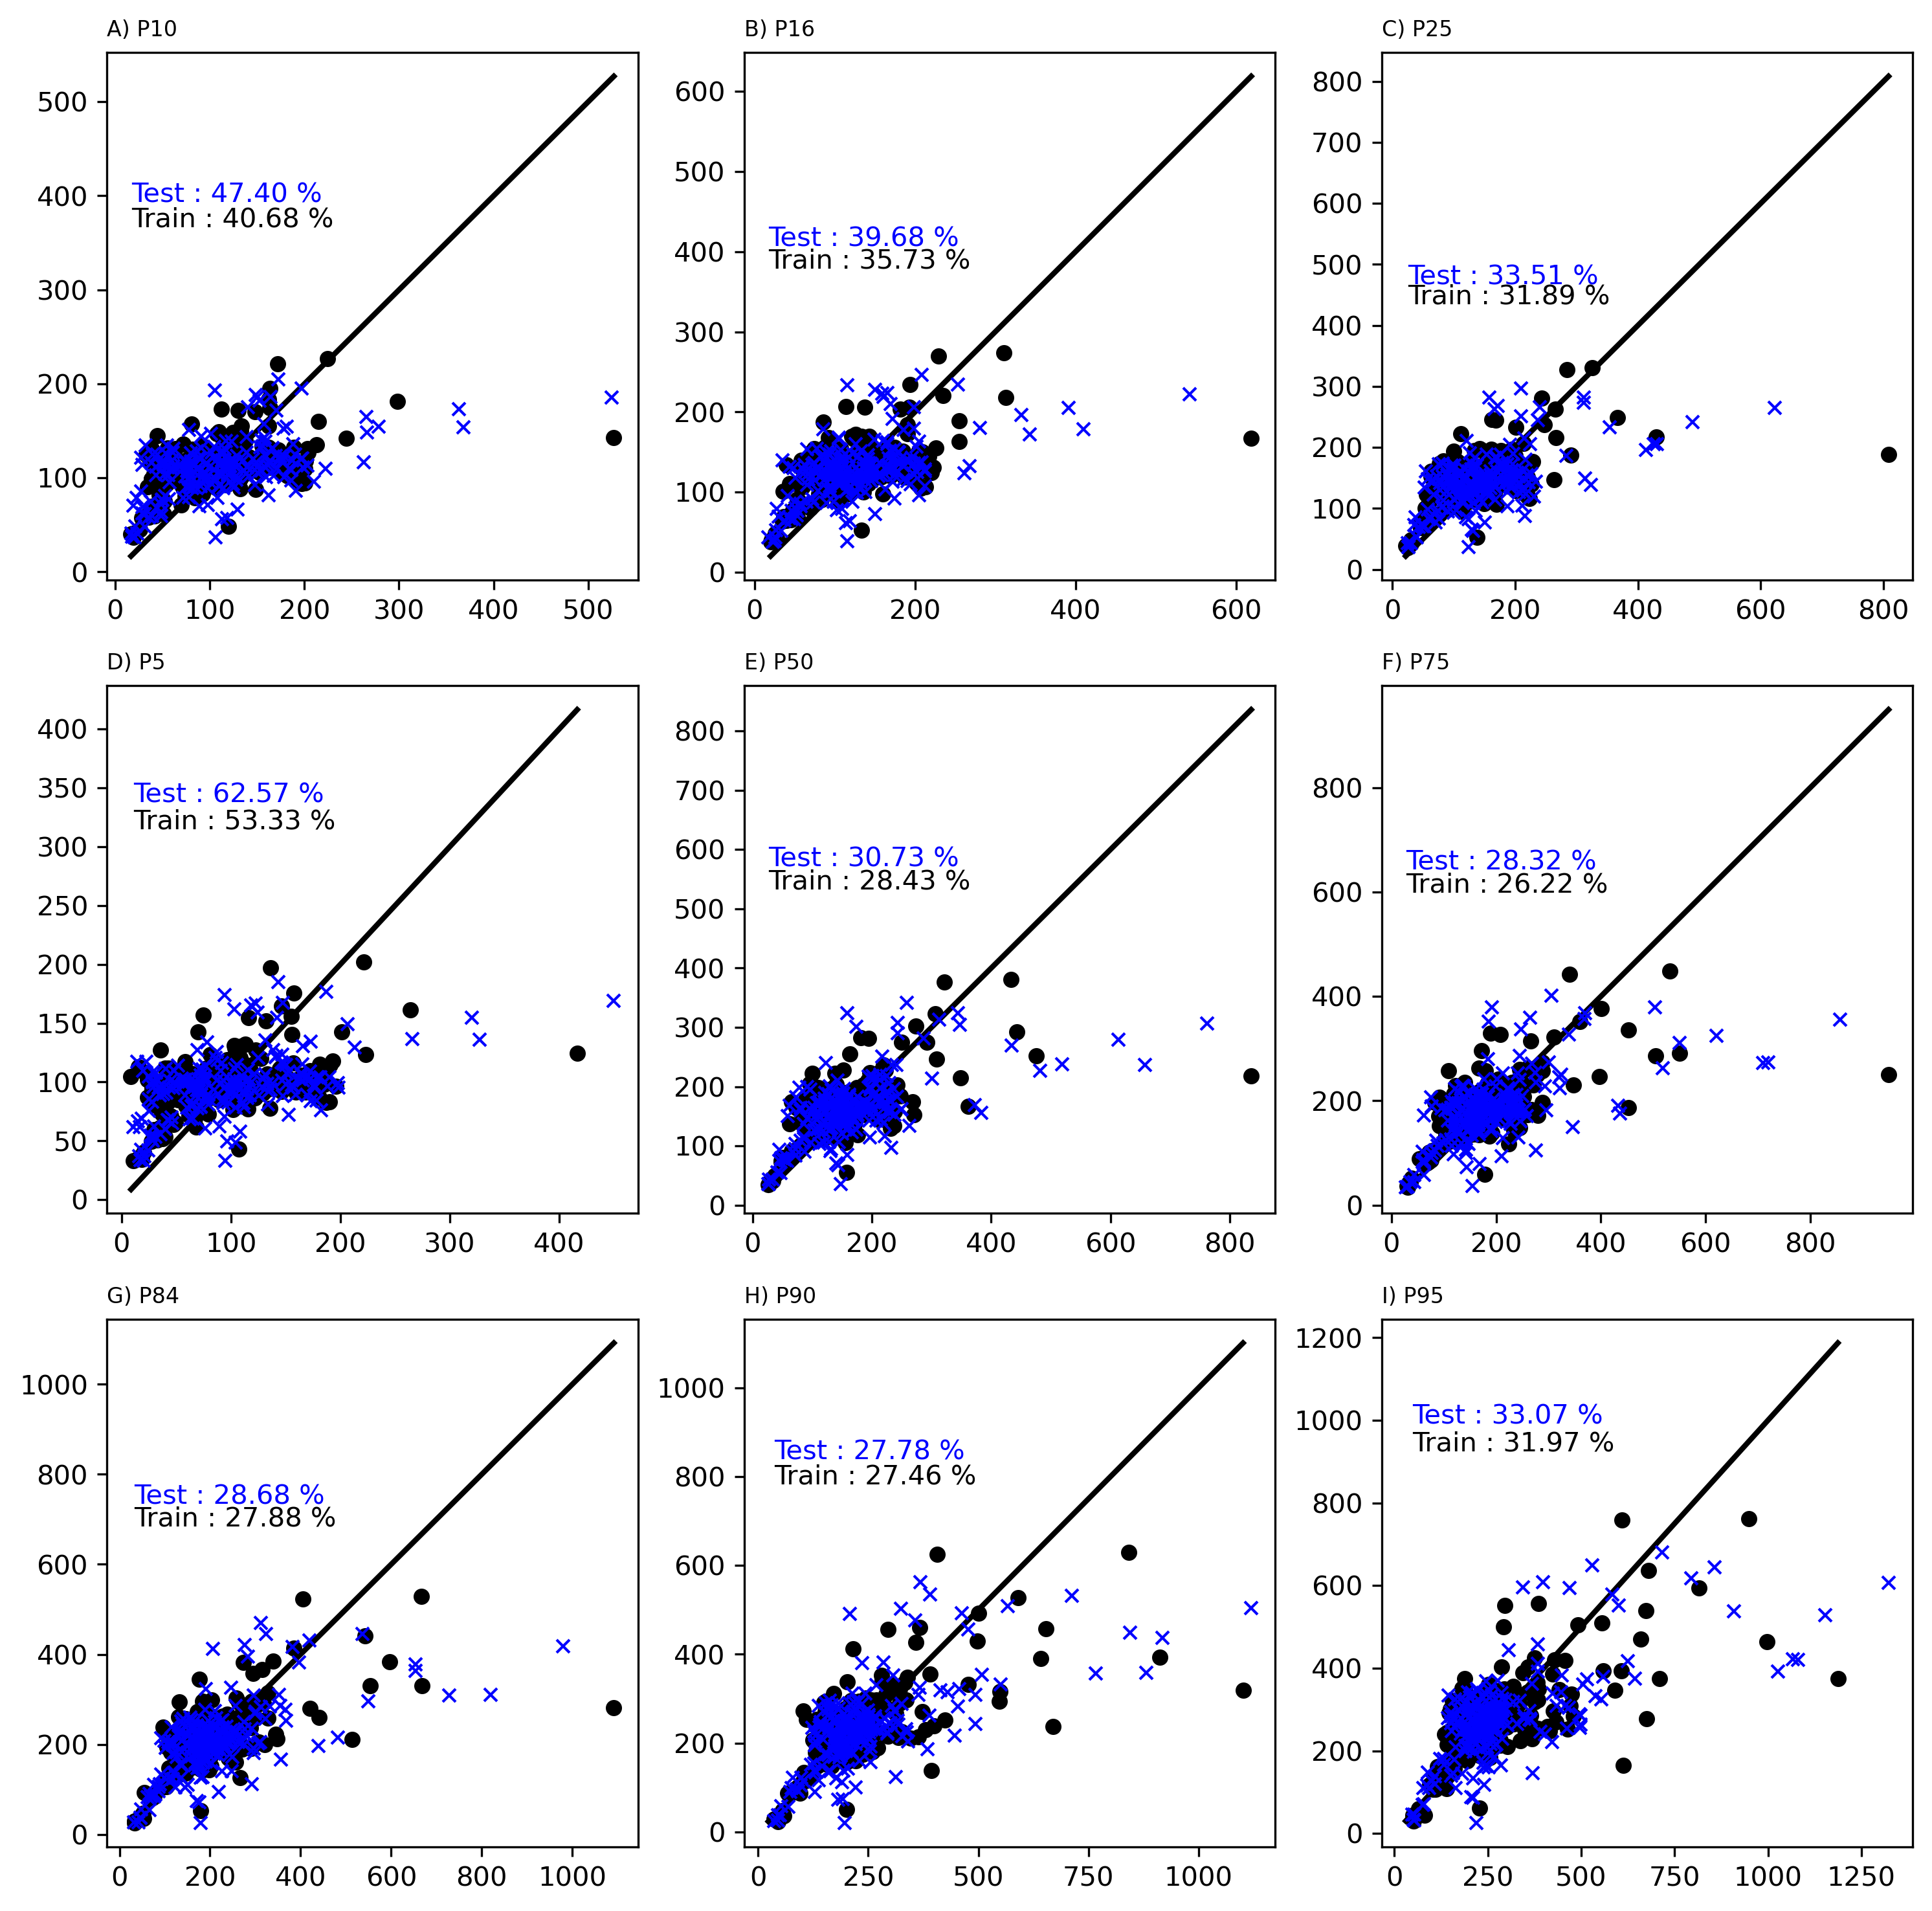 A) P10
500
400
300
200
100
0
Test : 47.40 %
Train : 40.68 %
0 100 200 300 400 500
B) P16
600
500
400
300
200
100
0
Test : 39.68 %
Train : 35.73 %
0 200 400 600
C) P25
800
700
600
500
400
300
200
100
0
Test : 33.51 %
Train : 31.89 %
0 200 400 600 800
D) P5
400
350
300
250
200
150
100
50
0
Test : 62.57 %
Train : 53.33 %
0 100 200 300 400
E) P50
800
700
600
500
400
300
200
100
0
Test : 30.73 %
Train : 28.43 %
0 200 400 600 800
F) P75
800
600
400
200
0
Test : 28.32 %
Train : 26.22 %
0 200 400 600 800
G) P84
1000
800
600
400
200
0
Test : 28.68 %
Train : 27.88 %
0 200 400 600 800 1000
H) P90
1000
800
600
400
200
0
Test : 27.78 %
Train : 27.46 %
0 250 500 750 1000
I) P95
1200
1000
800
600
400
200
0
Test : 33.07 %
Train : 31.97 %
0 250 500 750 1000 1250